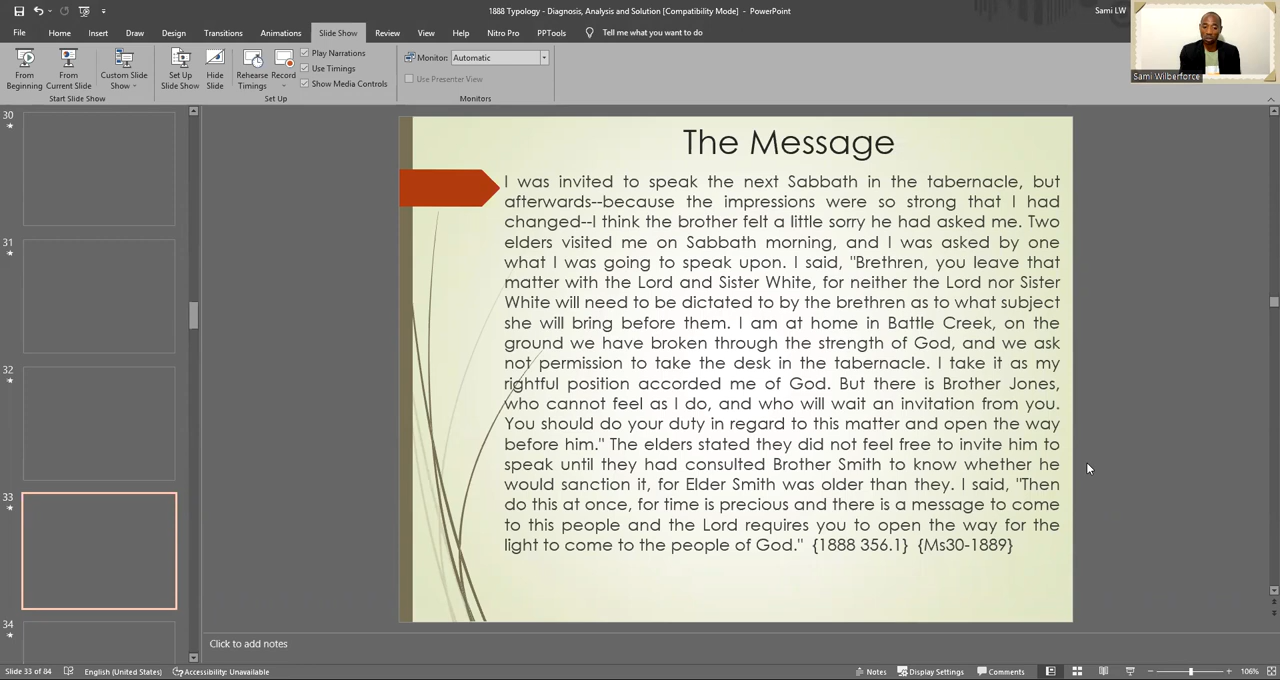 1888 Typology - Diagnosis, Analysis and Solution [Compatibility Mode] - PowerPoint
Sami LW
File Home Insert Draw Design Transitions Animations Slide Show Review View Help Nitro Pro PPTools Tell me what you want to do
From Beginning
From Current Slide
Custom Slide Show
Start Slide Show
Set Up Slide Show
Hide Slide
Rehearse Timings
Record
Play Narrations
Use Timings
Show Media Controls
Set Up
Monitor: Automatic
Use Presenter View
Monitors
Sami Wilberforce
30
31
32
33
34
The Message
I was invited to speak the next Sabbath in the tabernacle, but
afterwards--because the impressions were so strong that I had
changed--I think the brother felt a little sorry he had asked me. Two
elders visited me on Sabbath morning, and I was asked by one
what I was going to speak upon. I said, "Brethren, you leave that
matter with the Lord and Sister White, for neither the Lord nor Sister
White will need to be dictated to by the brethren as to what subject
she will bring before them. I am at home in Battle Creek, on the
ground we have broken through the strength of God, and we ask
not permission to take the desk in the tabernacle. I take it as my
rightful position accorded me of God. But there is Brother Jones,
who cannot feel as I do, and who will wait an invitation from you.
You should do your duty in regard to this matter and open the way
before him." The elders stated they did not feel free to invite him to
speak until they had consulted Brother Smith to know whether he
would sanction it, for Elder Smith was older than they. I said, "Then
do this at once, for time is precious and there is a message to come
to this people and the Lord requires you to open the way for the
light to come to the people of God." {1888 356.1} {Ms30-1889}
Click to add notes
Slide 33 of 84 English (United States) Accessibility: Unavailable Notes Display Settings Comments 106%